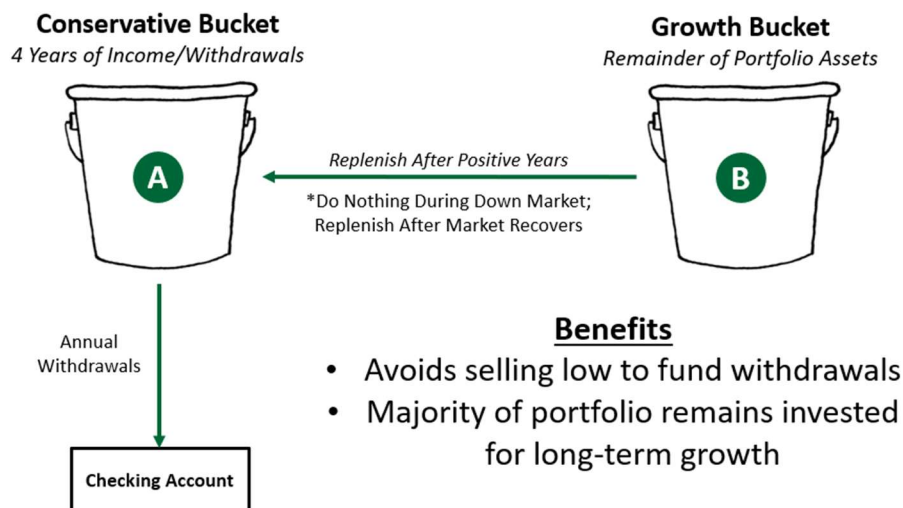 Conservative Bucket
4 Years of Income/Withdrawals
A
Growth Bucket
Remainder of Portfolio Assets
B
Replenish After Positive Years
*Do Nothing During Down Market;
Replenish After Market Recovers
Annual
Withdrawals
Checking Account
Benefits
• Avoids selling low to fund withdrawals
• Majority of portfolio remains invested
for long-term growth